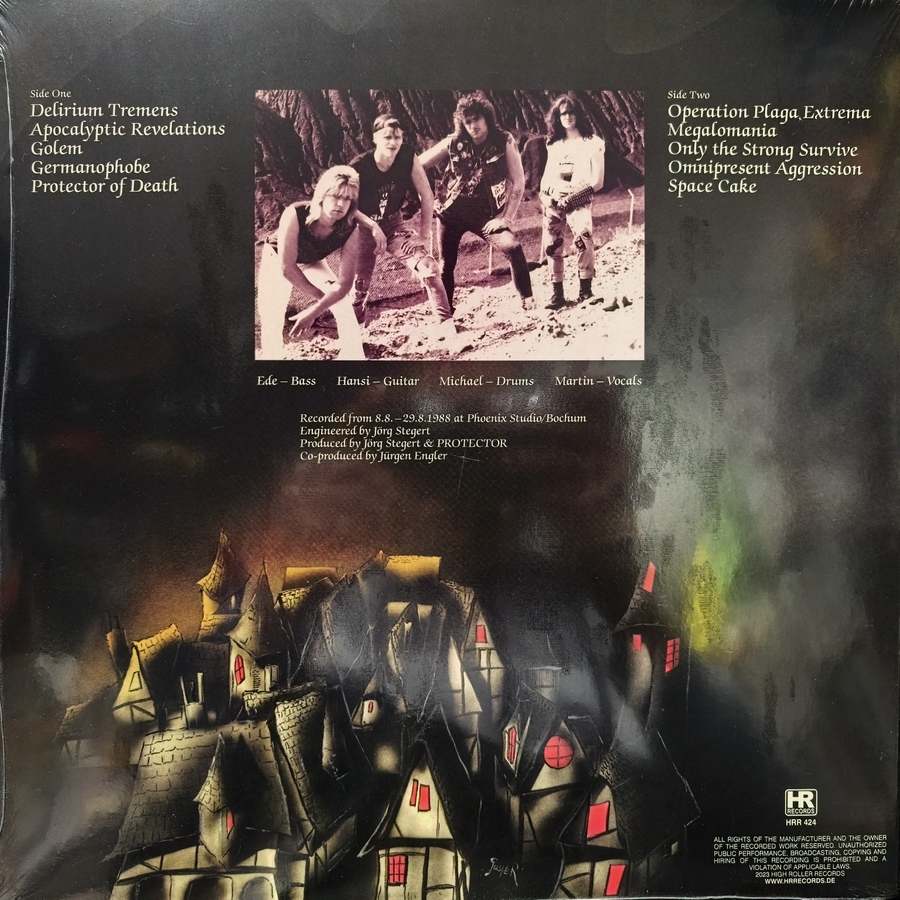 Side One
Delirium Tremens
Apocalyptic Revelations
Golem
Germanophobe
Protector of Death
Side Two
Operation Plaga Extrema
Megalomania
Only the Strong Survive
Omnipresent Aggression
Space Cake
Ede – Bass Hansi – Guitar Michael – Drums Martin – Vocals
Recorded from 8.8. – 29.8.1988 at Phoenix Studio/Bochum
Engineered by Jörg Stegert
Produced by Jörg Stegert & PROTECTOR
Co-produced by Jürgen Engler
HR
RECORDS
HRR 424
ALL RIGHTS OF THE MANUFACTURER AND THE OWNER
OF THE RECORDED WORK RESERVED. UNAUTHORIZED
PUBLIC PERFORMANCE, BROADCASTING, COPYING AND
HIRING OF THIS RECORDING IS PROHIBITED AND A
VIOLATION OF APPLICABLE LAWS.
2023 HIGH ROLLER RECORDS
WWW.HRRECORDS.DE